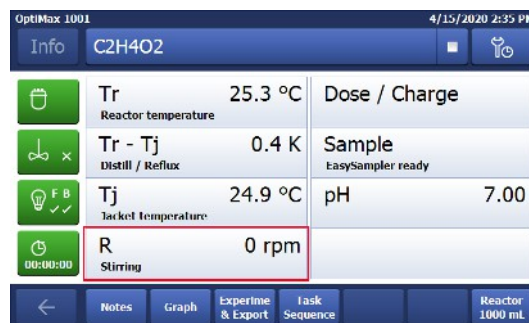 OptiMax 1001 4/15/2020 2:35 PM
Info C2H4O2
Tr 25.3 °C Dose / Charge
Reactor temperature
Tr - Tj 0.4 K Sample
Distill / Reflux EasySampler ready
F B
Tj 24.9 °C pH 7.00
Jacket temperature
R 0 rpm
00:00:00 Stirring
Notes Graph Experime Task Reactor
& Export Sequence 1000 mL